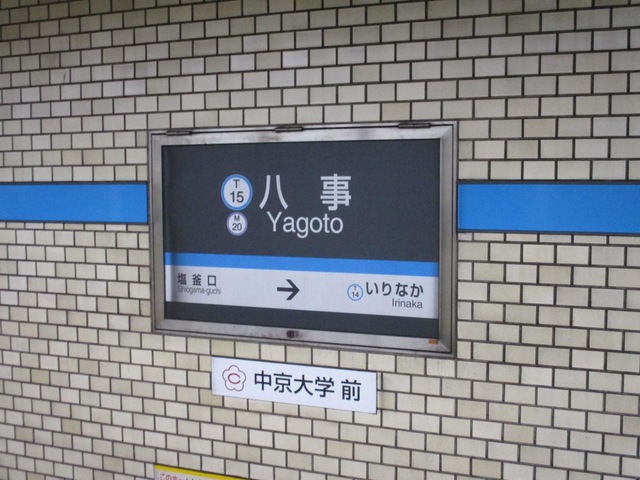 T
15
八事
M
20
Yagoto
塩釜口
Shiogama-guchi
→
T
14
いりなか
Irinaka
C
中京大学 前